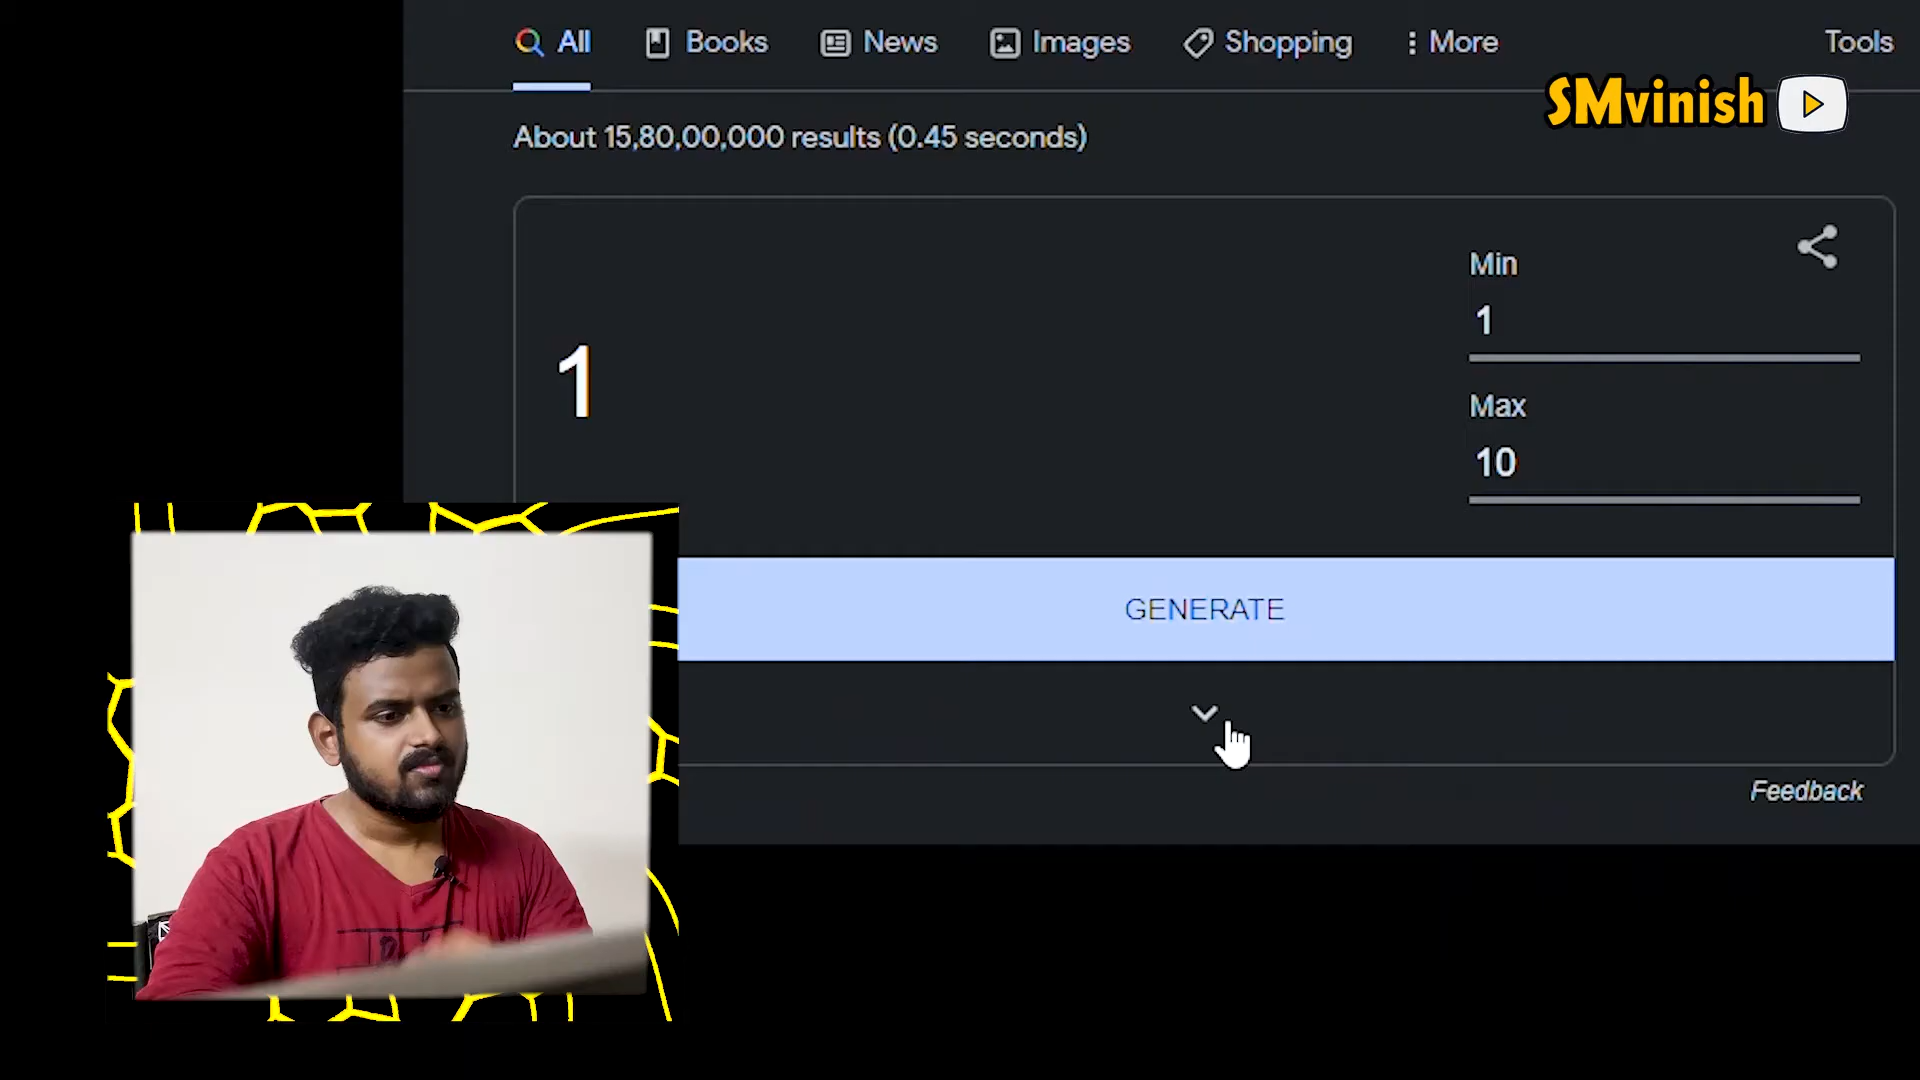 All Books News Images Shopping More Tools
SMvinish
About 15,80,00,000 results (0.45 seconds)
Min
1
1
Max
10
GENERATE
Feedback